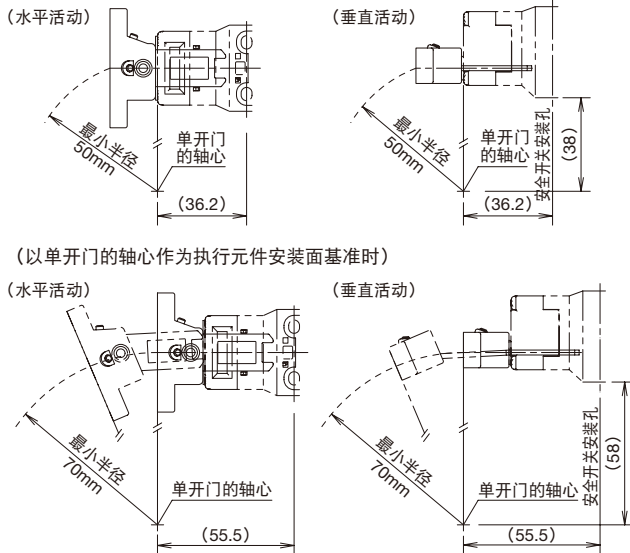 （水平活动）
最小半径
50mm
单开门
的轴心
（36.2）
（垂直活动）
最小半径
50mm
单开门
的轴心
安全开关安装孔
（38）
（36.2）
（以单开门的轴心作为执行元件安装面基准时）
（水平活动）
最小半径
70mm
单开门的轴心
（55.5）
（垂直活动）
最小半径
70mm
单开门的轴心
安全开关安装孔
（58）
（55.5）